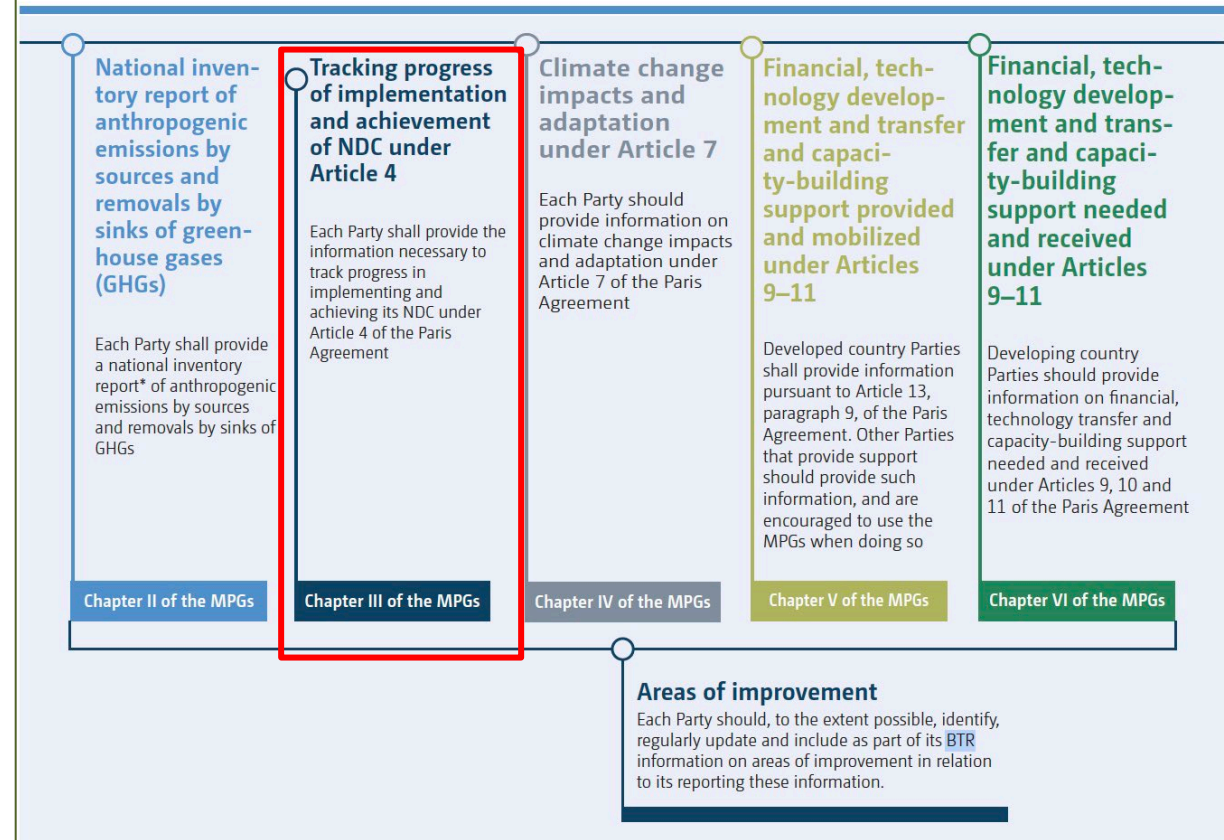 National inven-
tory report of
anthropogenic
emissions by
sources and
removals by
sinks of green-
house gases
(GHGs)
Each Party shall provide
a national inventory
report* of anthropogenic
emissions by sources
and removals by sinks of
GHGs
Chapter II of the MPGs
Tracking progress
of implementation
and achievement
of NDC under
Article 4
Each Party shall provide the
information necessary to
track progress in
implementing and
achieving its NDC under
Article 4 of the Paris
Agreement
Chapter III of the MPGs
Climate change
impacts and
adaptation
under Article 7
Each Party should
provide information on
climate change impacts
and adaptation under
Article 7 of the Paris
Agreement
Chapter IV of the MPGs
Financial, tech-
nology develop-
ment and transfer
and capaci-
ty-building
support provided
and mobilized
under Articles
9–11
Developed country Parties
shall provide information
pursuant to Article 13,
paragraph 9, of the Paris
Agreement. Other Parties
that provide support
should provide such
information, and are
encouraged to use the
MPGs when doing so
Chapter V of the MPGs
Financial, tech-
nology develop-
ment and trans-
fer and capaci-
ty-building
support needed
and received
under Articles
9–11
Developing country
Parties should provide
information on financial,
technology transfer and
capacity-building support
needed and received
under Articles 9, 10 and
11 of the Paris Agreement
Chapter VI of the MPGs
Areas of improvement
Each Party should, to the extent possible, identify,
regularly update and include as part of its BTR
information on areas of improvement in relation
to its reporting these information.